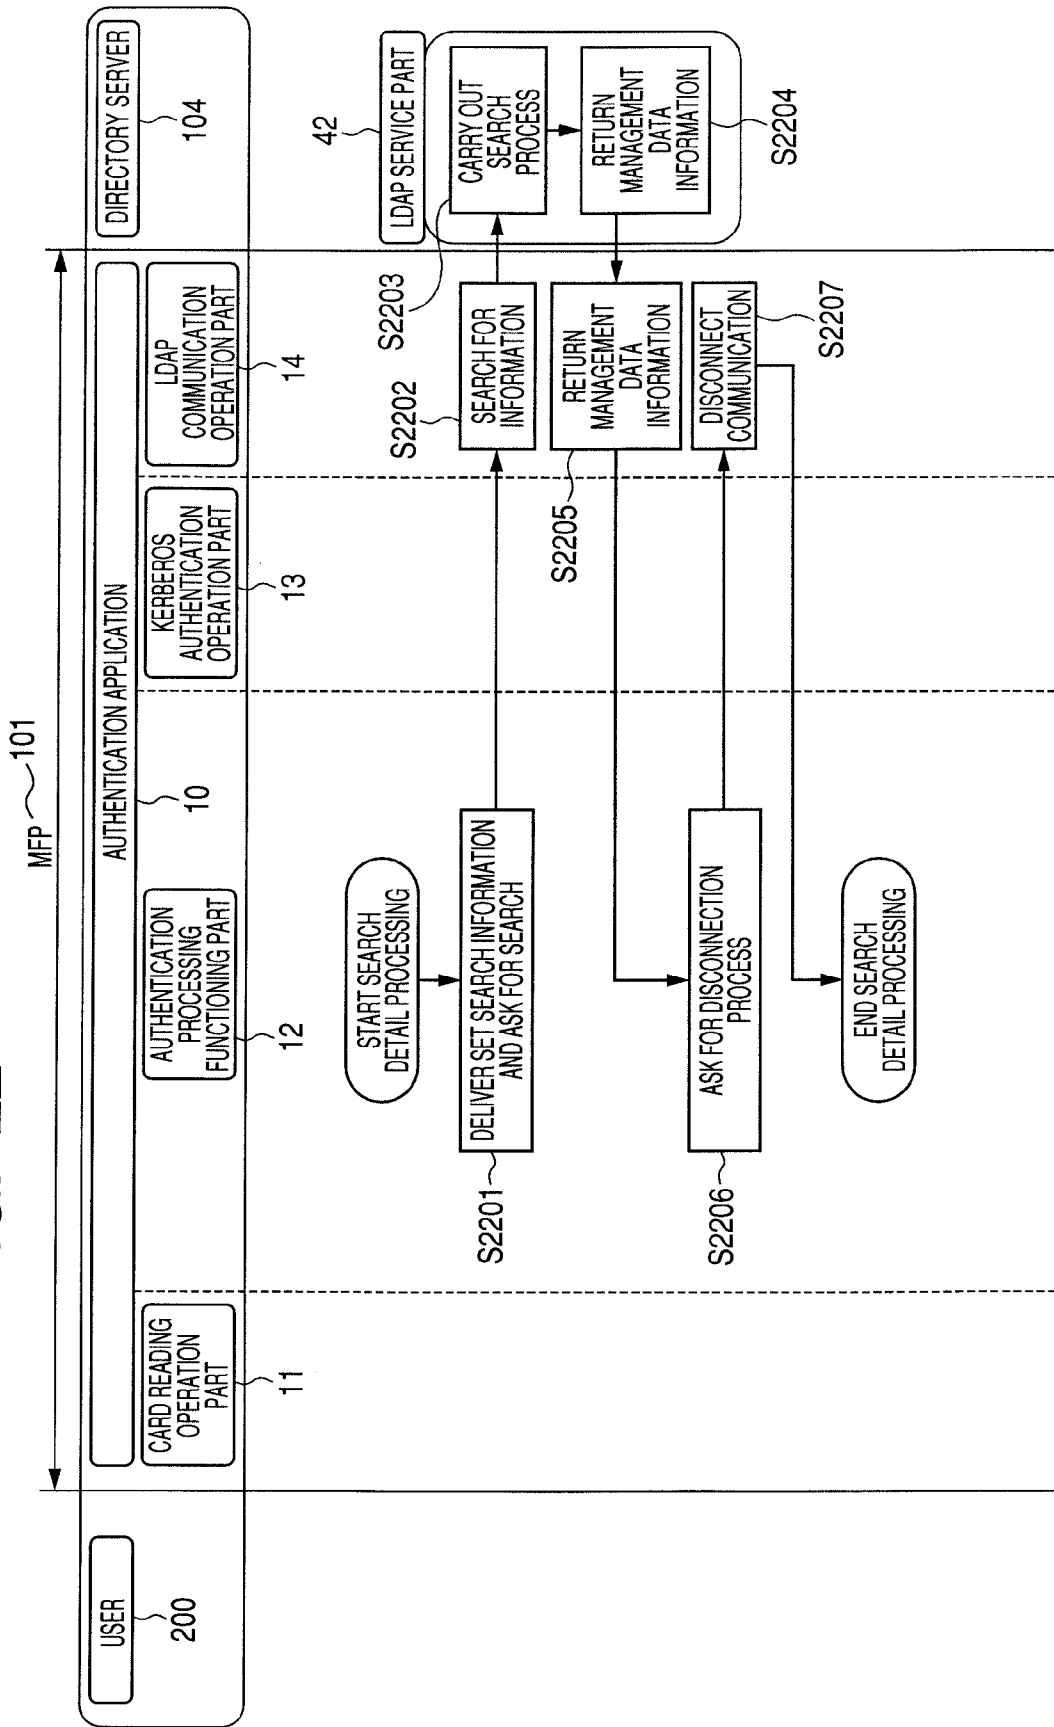 MFP 101
USER
200
AUTHENTICATION APPLICATION
10
DIRECTORY SERVER
104
CARD READING
OPERATION
PART
11
AUTHENTICATION
PROCESSING
FUNCTIONING PART
12
KERBEROS
AUTHENTICATION
OPERATION PART
13
LDAP
COMMUNICATION
OPERATION PART
14
START SEARCH
DETAIL PROCESSING
42
LDAP SERVICE PART
S2201
DELIVER SET SEARCH INFORMATION
AND ASK FOR SEARCH
S2202
SEARCH FOR
INFORMATION
S2203
CARRY OUT
SEARCH
PROCESS
RETURN
MANAGEMENT
DATA
INFORMATION
S2204
S2205
RETURN
MANAGEMENT
DATA
INFORMATION
S2206
ASK FOR DISCONNECTION
PROCESS
DISCONNECT
COMMUNICATION
S2207
END SEARCH
DETAIL PROCESSING